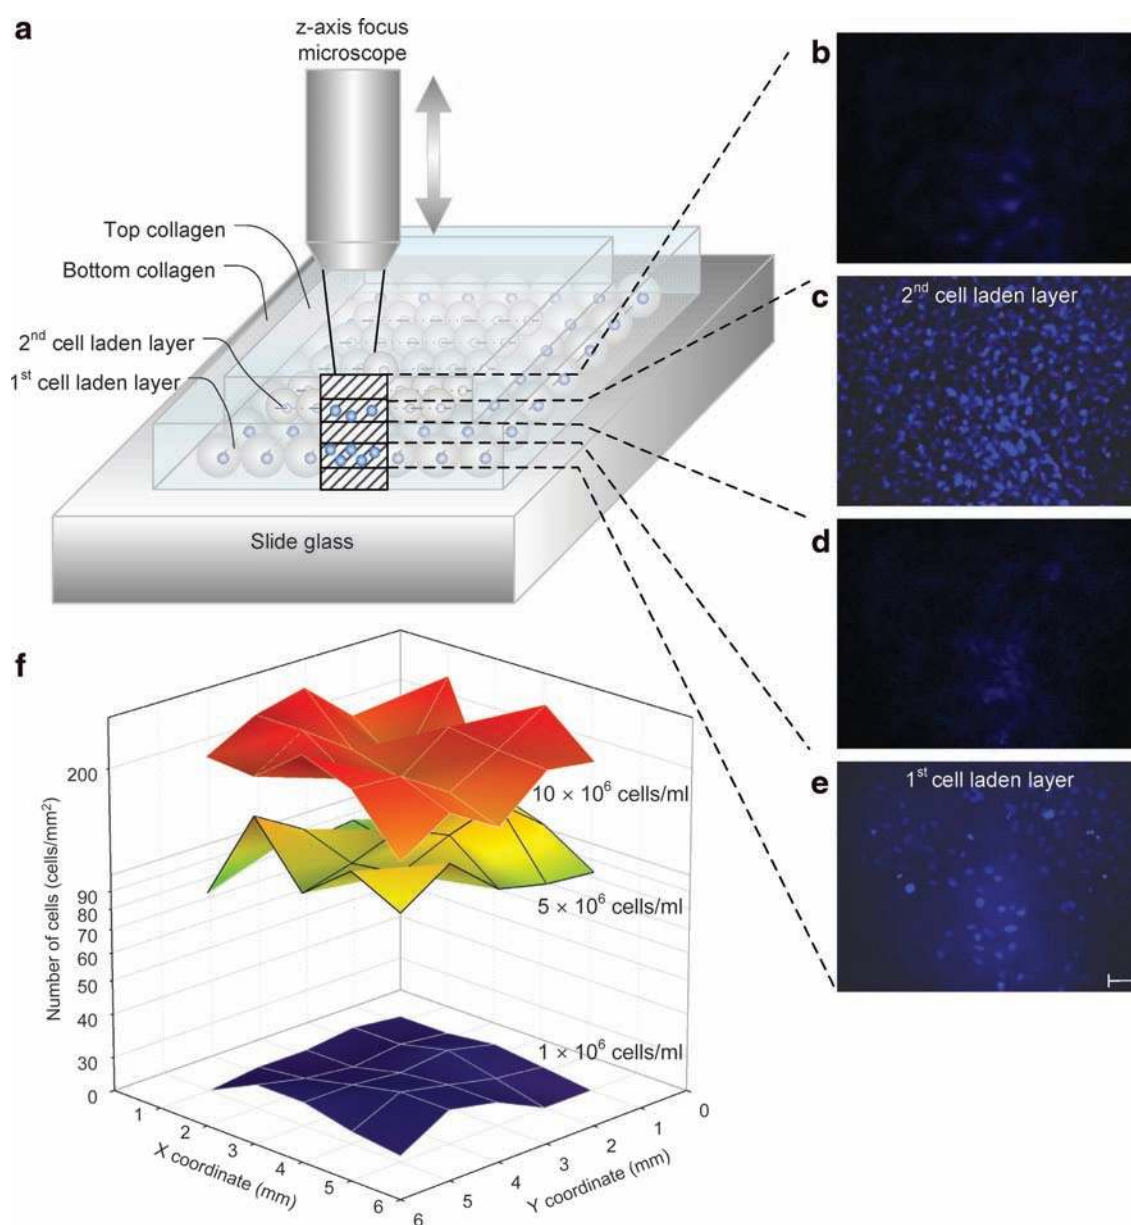 a
z-axis focus
microscope
Top collagen
Bottom collagen
2nd cell laden layer
1st cell laden layer
Slide glass
b
c
2nd cell laden layer
d
e
1st cell laden layer
f
Number of cells (cells/mm2)
200
90
80
70
60
50
40
30
0
10 × 10⁶ cells/ml
5 × 10⁶ cells/ml
1 × 10⁶ cells/ml
1
2
3
4
5
6
X coordinate (mm)
6
5
4
3
2
1
0
Y coordinate (mm)